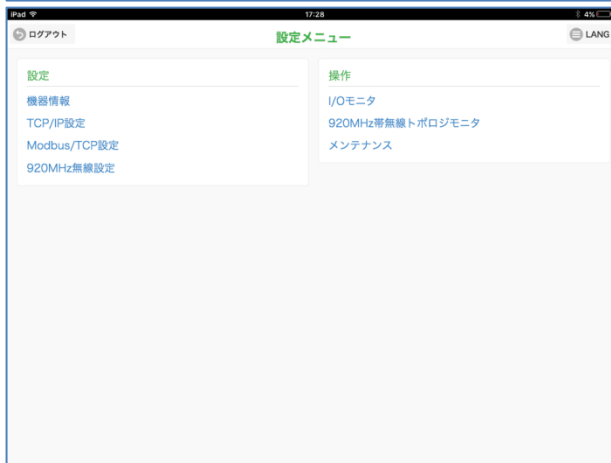 iPad 17:28 4%
ログアウト 設定メニュー LANG
設定
機器情報
TCP/IP設定
Modbus/TCP設定
920MHz無線設定
操作
I/Oモニタ
920MHz帯無線トポロジモニタ
メンテナンス